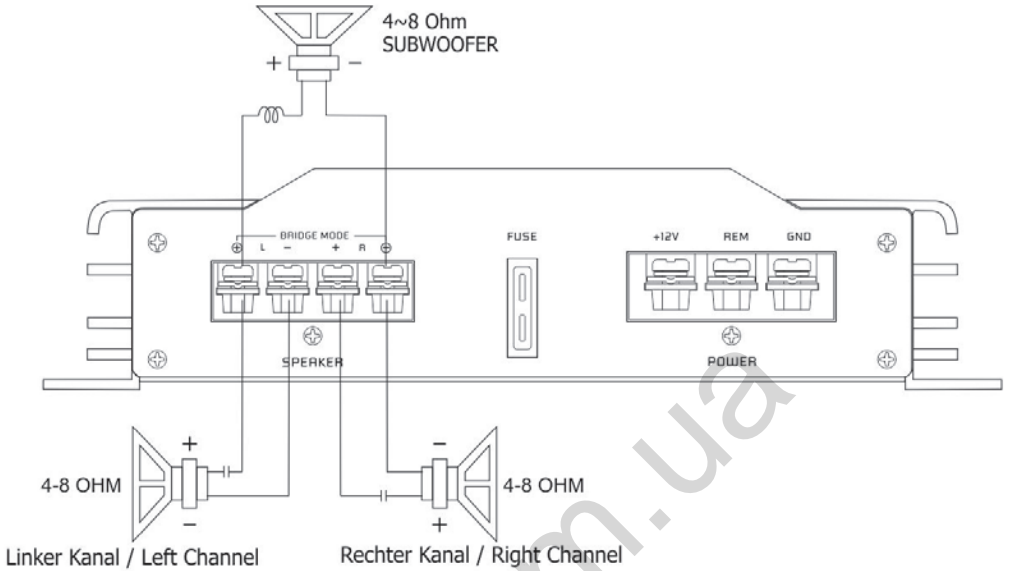 4~8 Ohm
SUBWOOFER
+ −
BRIDGE MODE
⊕ L − + R ⊕
FUSE
+12V REM GND
SPEAKER
POWER
+
−
4-8 OHM
−
+
4-8 OHM
Linker Kanal / Left Channel
Rechter Kanal / Right Channel
m.ua